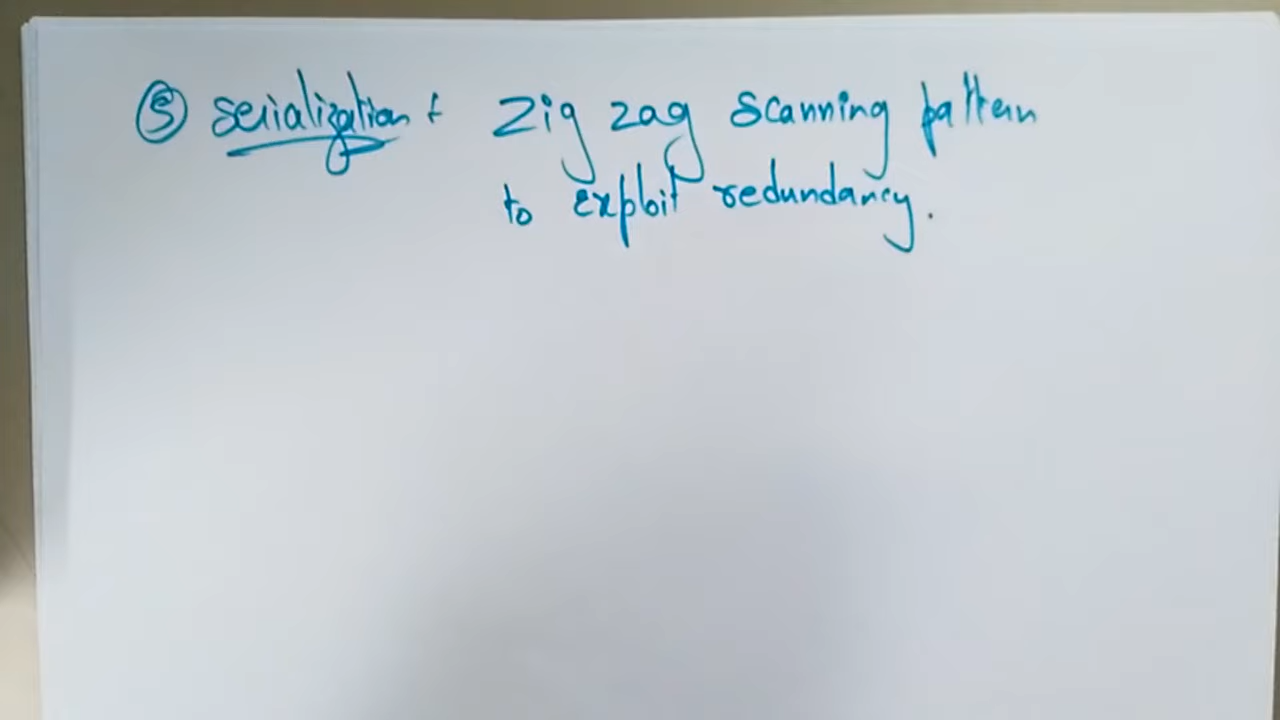 ⑤ serialization : Zig zag scanning pattern
to exploit redundancy.